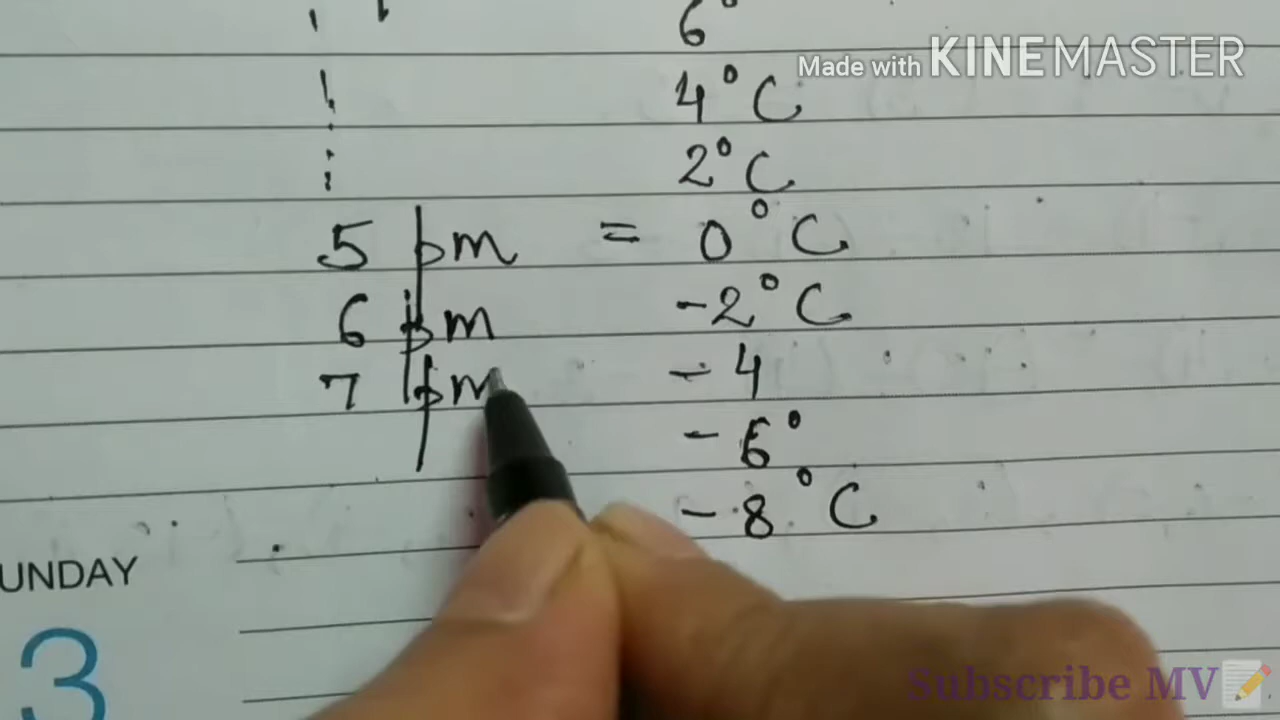 6°
Made with KINEMASTER
4° C
2° C
5 pm = 0° C
6 pm -2° C
7 pm - 4
- 6°
- 8° C
UNDAY
3
Subscribe MV